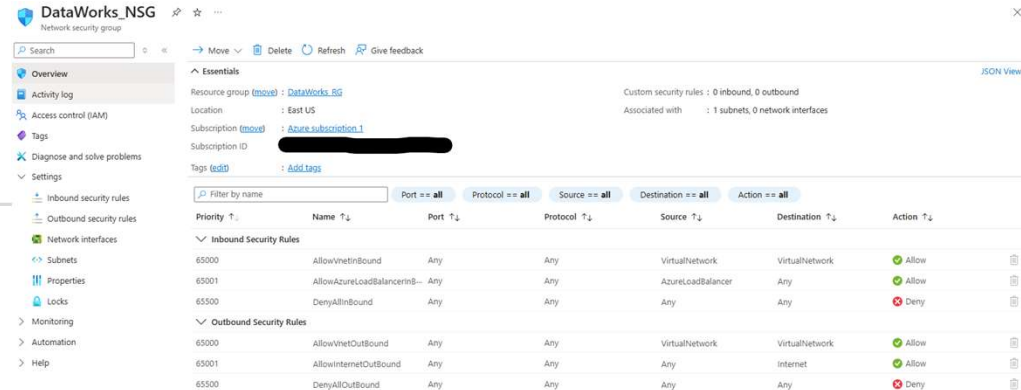 DataWorks_NSG
Network security group
Search
Move Delete Refresh Give feedback
Overview
Activity log
Access control (IAM)
Tags
Diagnose and solve problems
Settings
Inbound security rules
Outbound security rules
Network interfaces
Subnets
Properties
Locks
Monitoring
Automation
Help
Essentials JSON View
Resource group (move) : DataWorks_RG
Location : East US
Subscription (move) : Azure subscription 1
Subscription ID
Tags (edit) : Add tags
Custom security rules : 0 inbound, 0 outbound
Associated with : 1 subnets, 0 network interfaces
Filter by name Port == all Protocol == all Source == all Destination == all Action == all
Priority Name Port Protocol Source Destination Action
Inbound Security Rules
65000 AllowVnetInBound Any Any VirtualNetwork VirtualNetwork Allow
65001 AllowAzureLoadBalancerInB... Any Any AzureLoadBalancer Any Allow
65500 DenyAllInBound Any Any Any Any Deny
Outbound Security Rules
65000 AllowVnetOutBound Any Any VirtualNetwork VirtualNetwork Allow
65001 AllowInternetOutBound Any Any Any Internet Allow
65500 DenyAllOutBound Any Any Any Any Deny